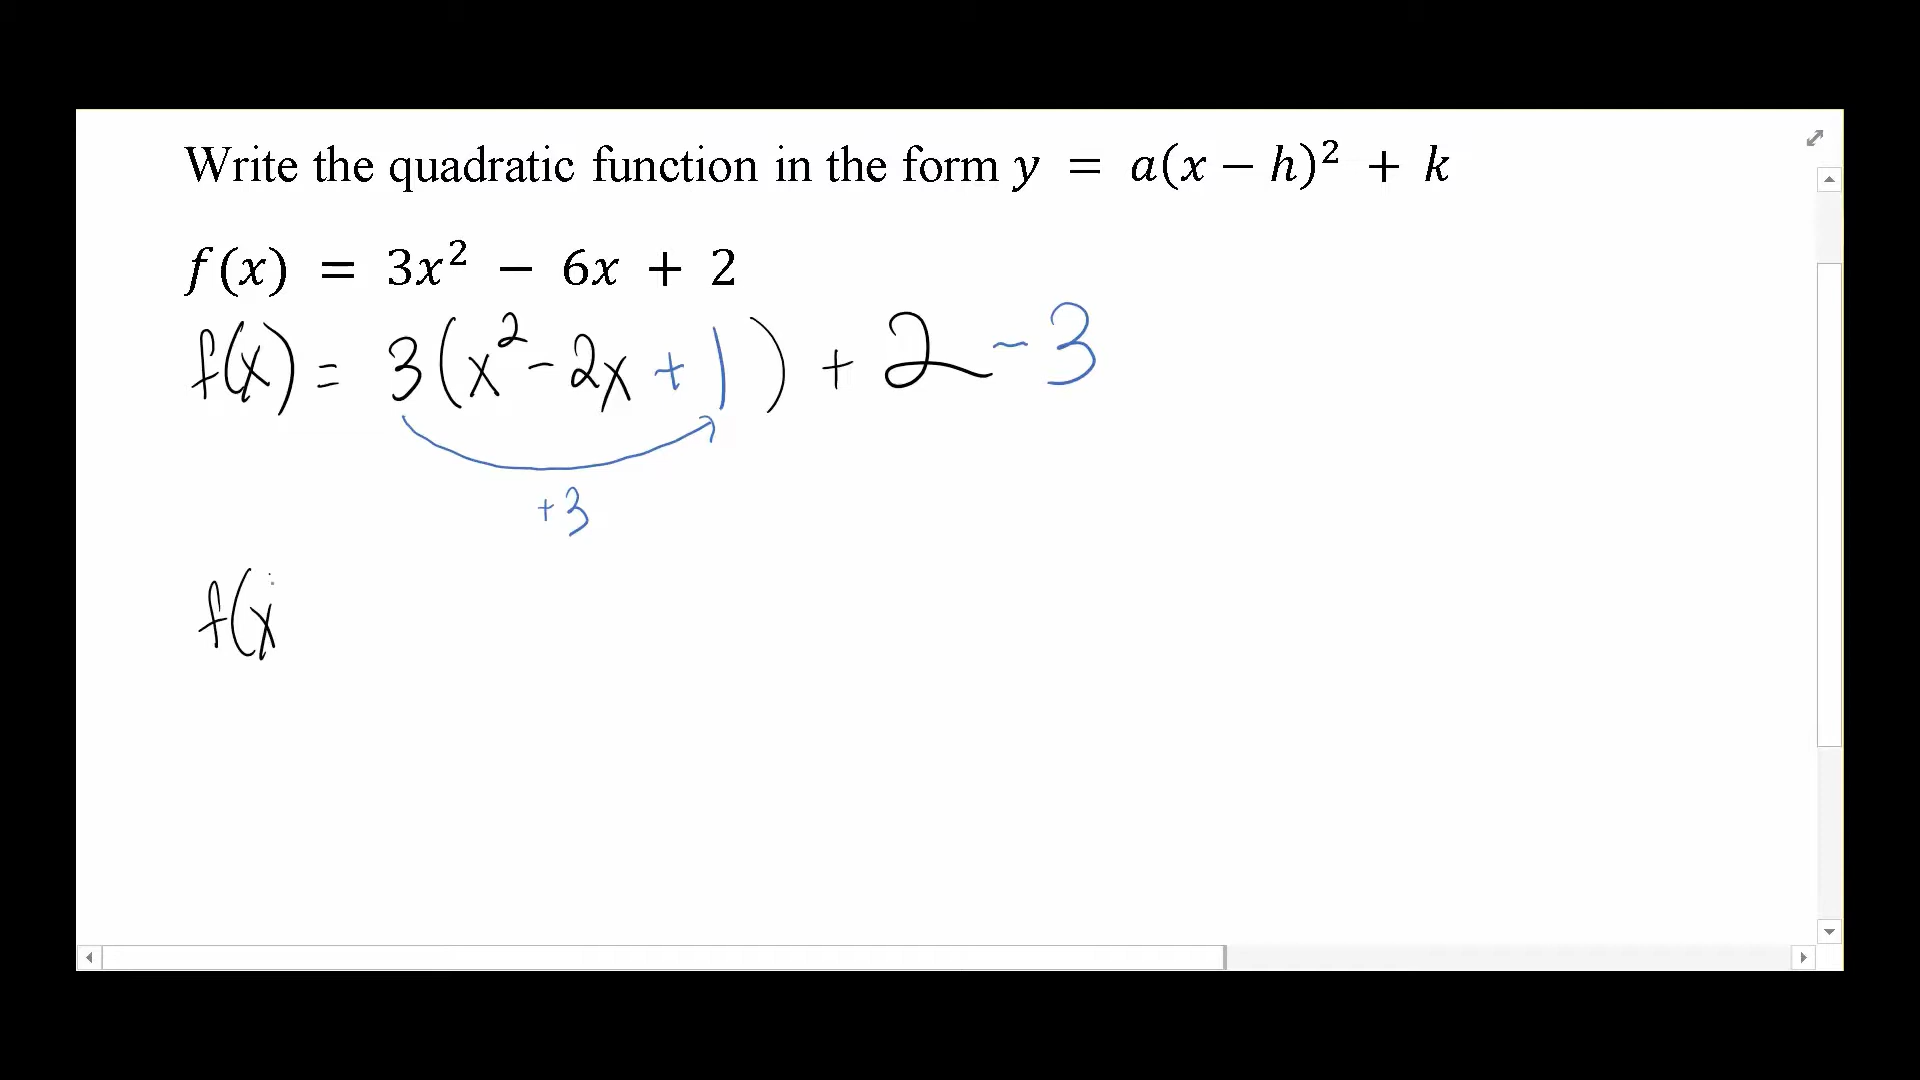 Write the quadratic function in the form y = a(x − h)² + k
f(x) = 3x² − 6x + 2
f(x) = 3(x² - 2x + 1) + 2 - 3
+3
f(x